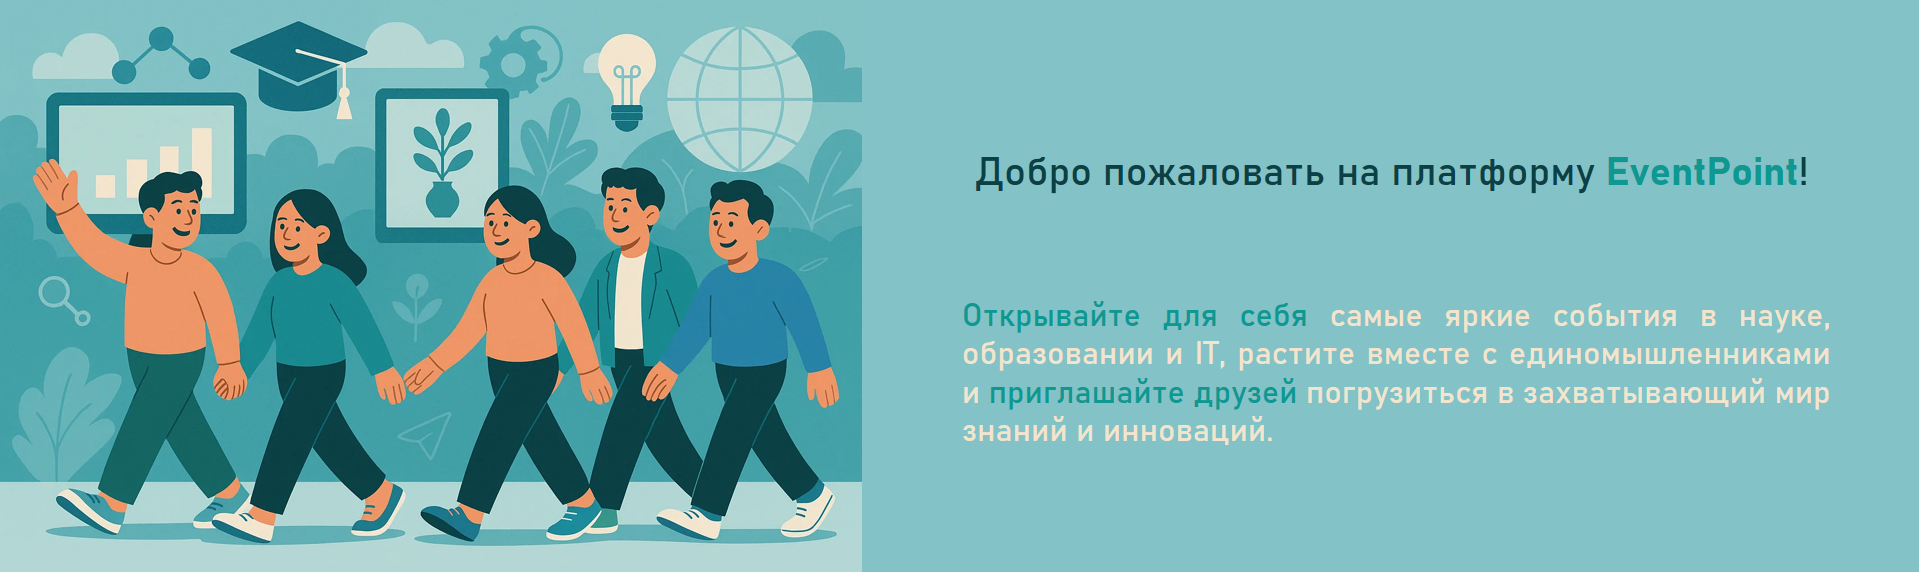 Добро пожаловать на платформу EventPoint!
Открывайте для себя самые яркие события в науке,
образовании и IT, растите вместе с единомышленниками
и приглашайте друзей погрузиться в захватывающий мир
знаний и инноваций.